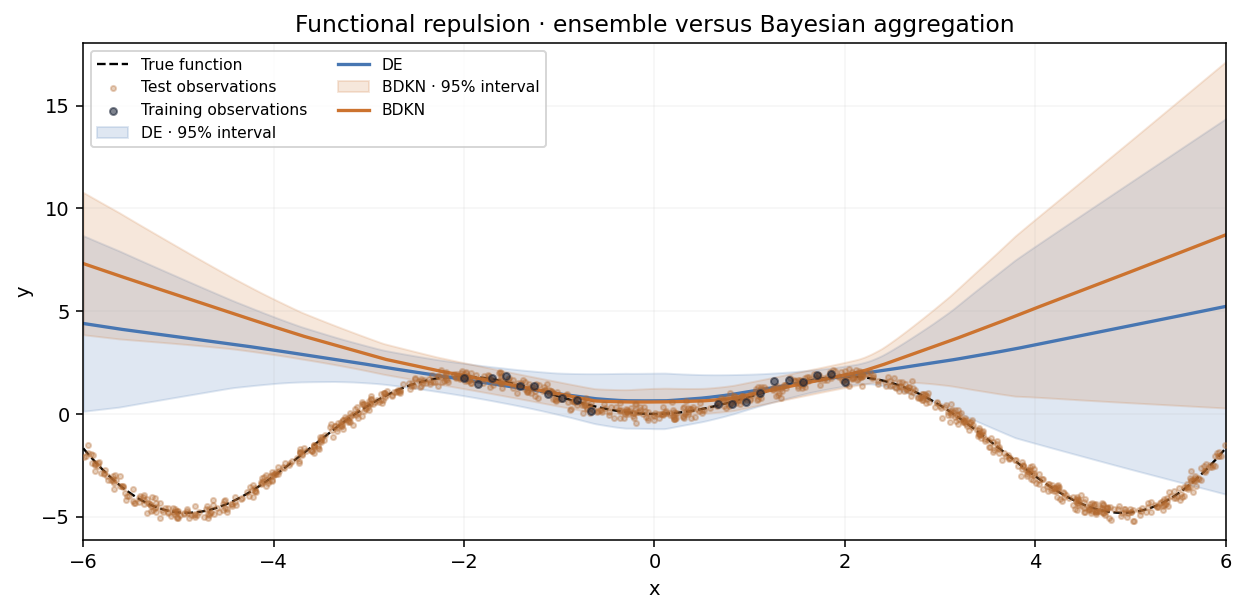 Functional repulsion · ensemble versus Bayesian aggregation
True function
Test observations
Training observations
DE · 95% interval
DE
BDKN · 95% interval
BDKN
y
15
10
5
0
−5
−6
−4
−2
0
2
4
6
x